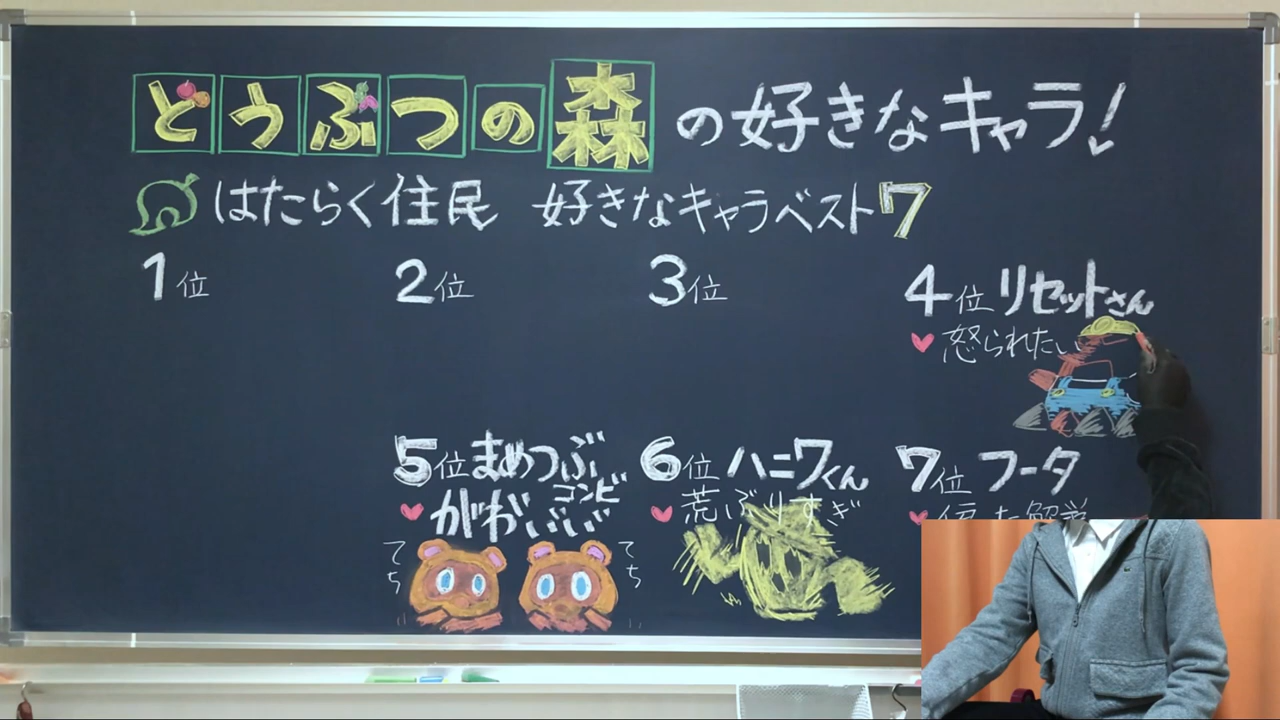 どうぶつの森の好きなキャラ!
はたらく住民 好きなキャラベスト7
1位
2位
3位
4位 リセットさん
怒られたい
5位 まめつぶ
コンビ
がわいいい
てち
てち
6位 ハニワくん
荒ぶりすぎ
7位 フータ